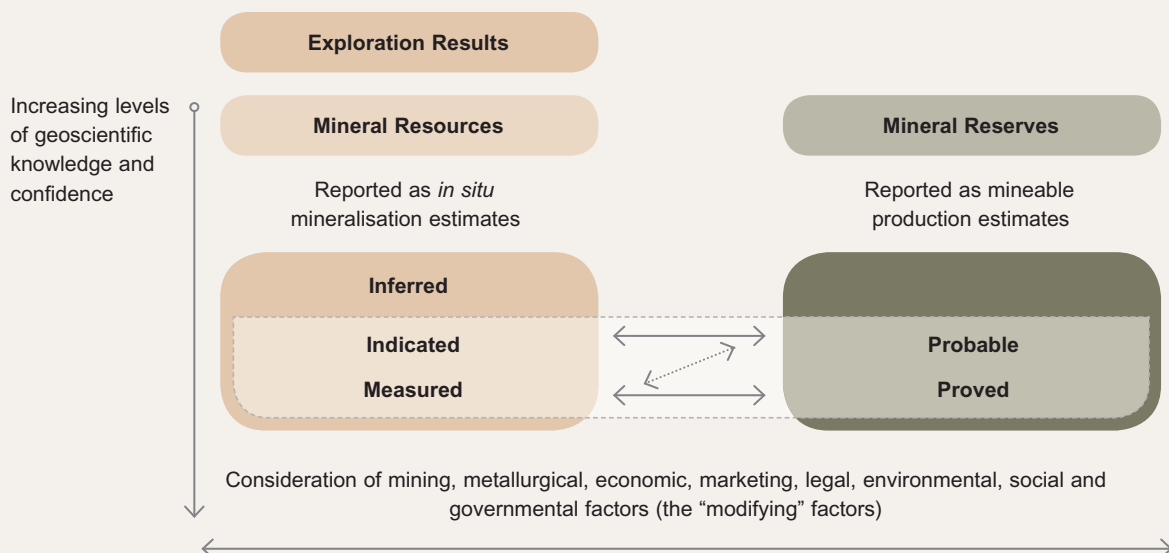 Exploration Results
Increasing levels
of geoscientific
knowledge and
confidence
Mineral Resources
Mineral Reserves
Reported as in situ
mineralisation estimates
Reported as mineable
production estimates
Inferred
Indicated
Measured
Probable
Proved
Consideration of mining, metallurgical, economic, marketing, legal, environmental, social and
governmental factors (the “modifying” factors)